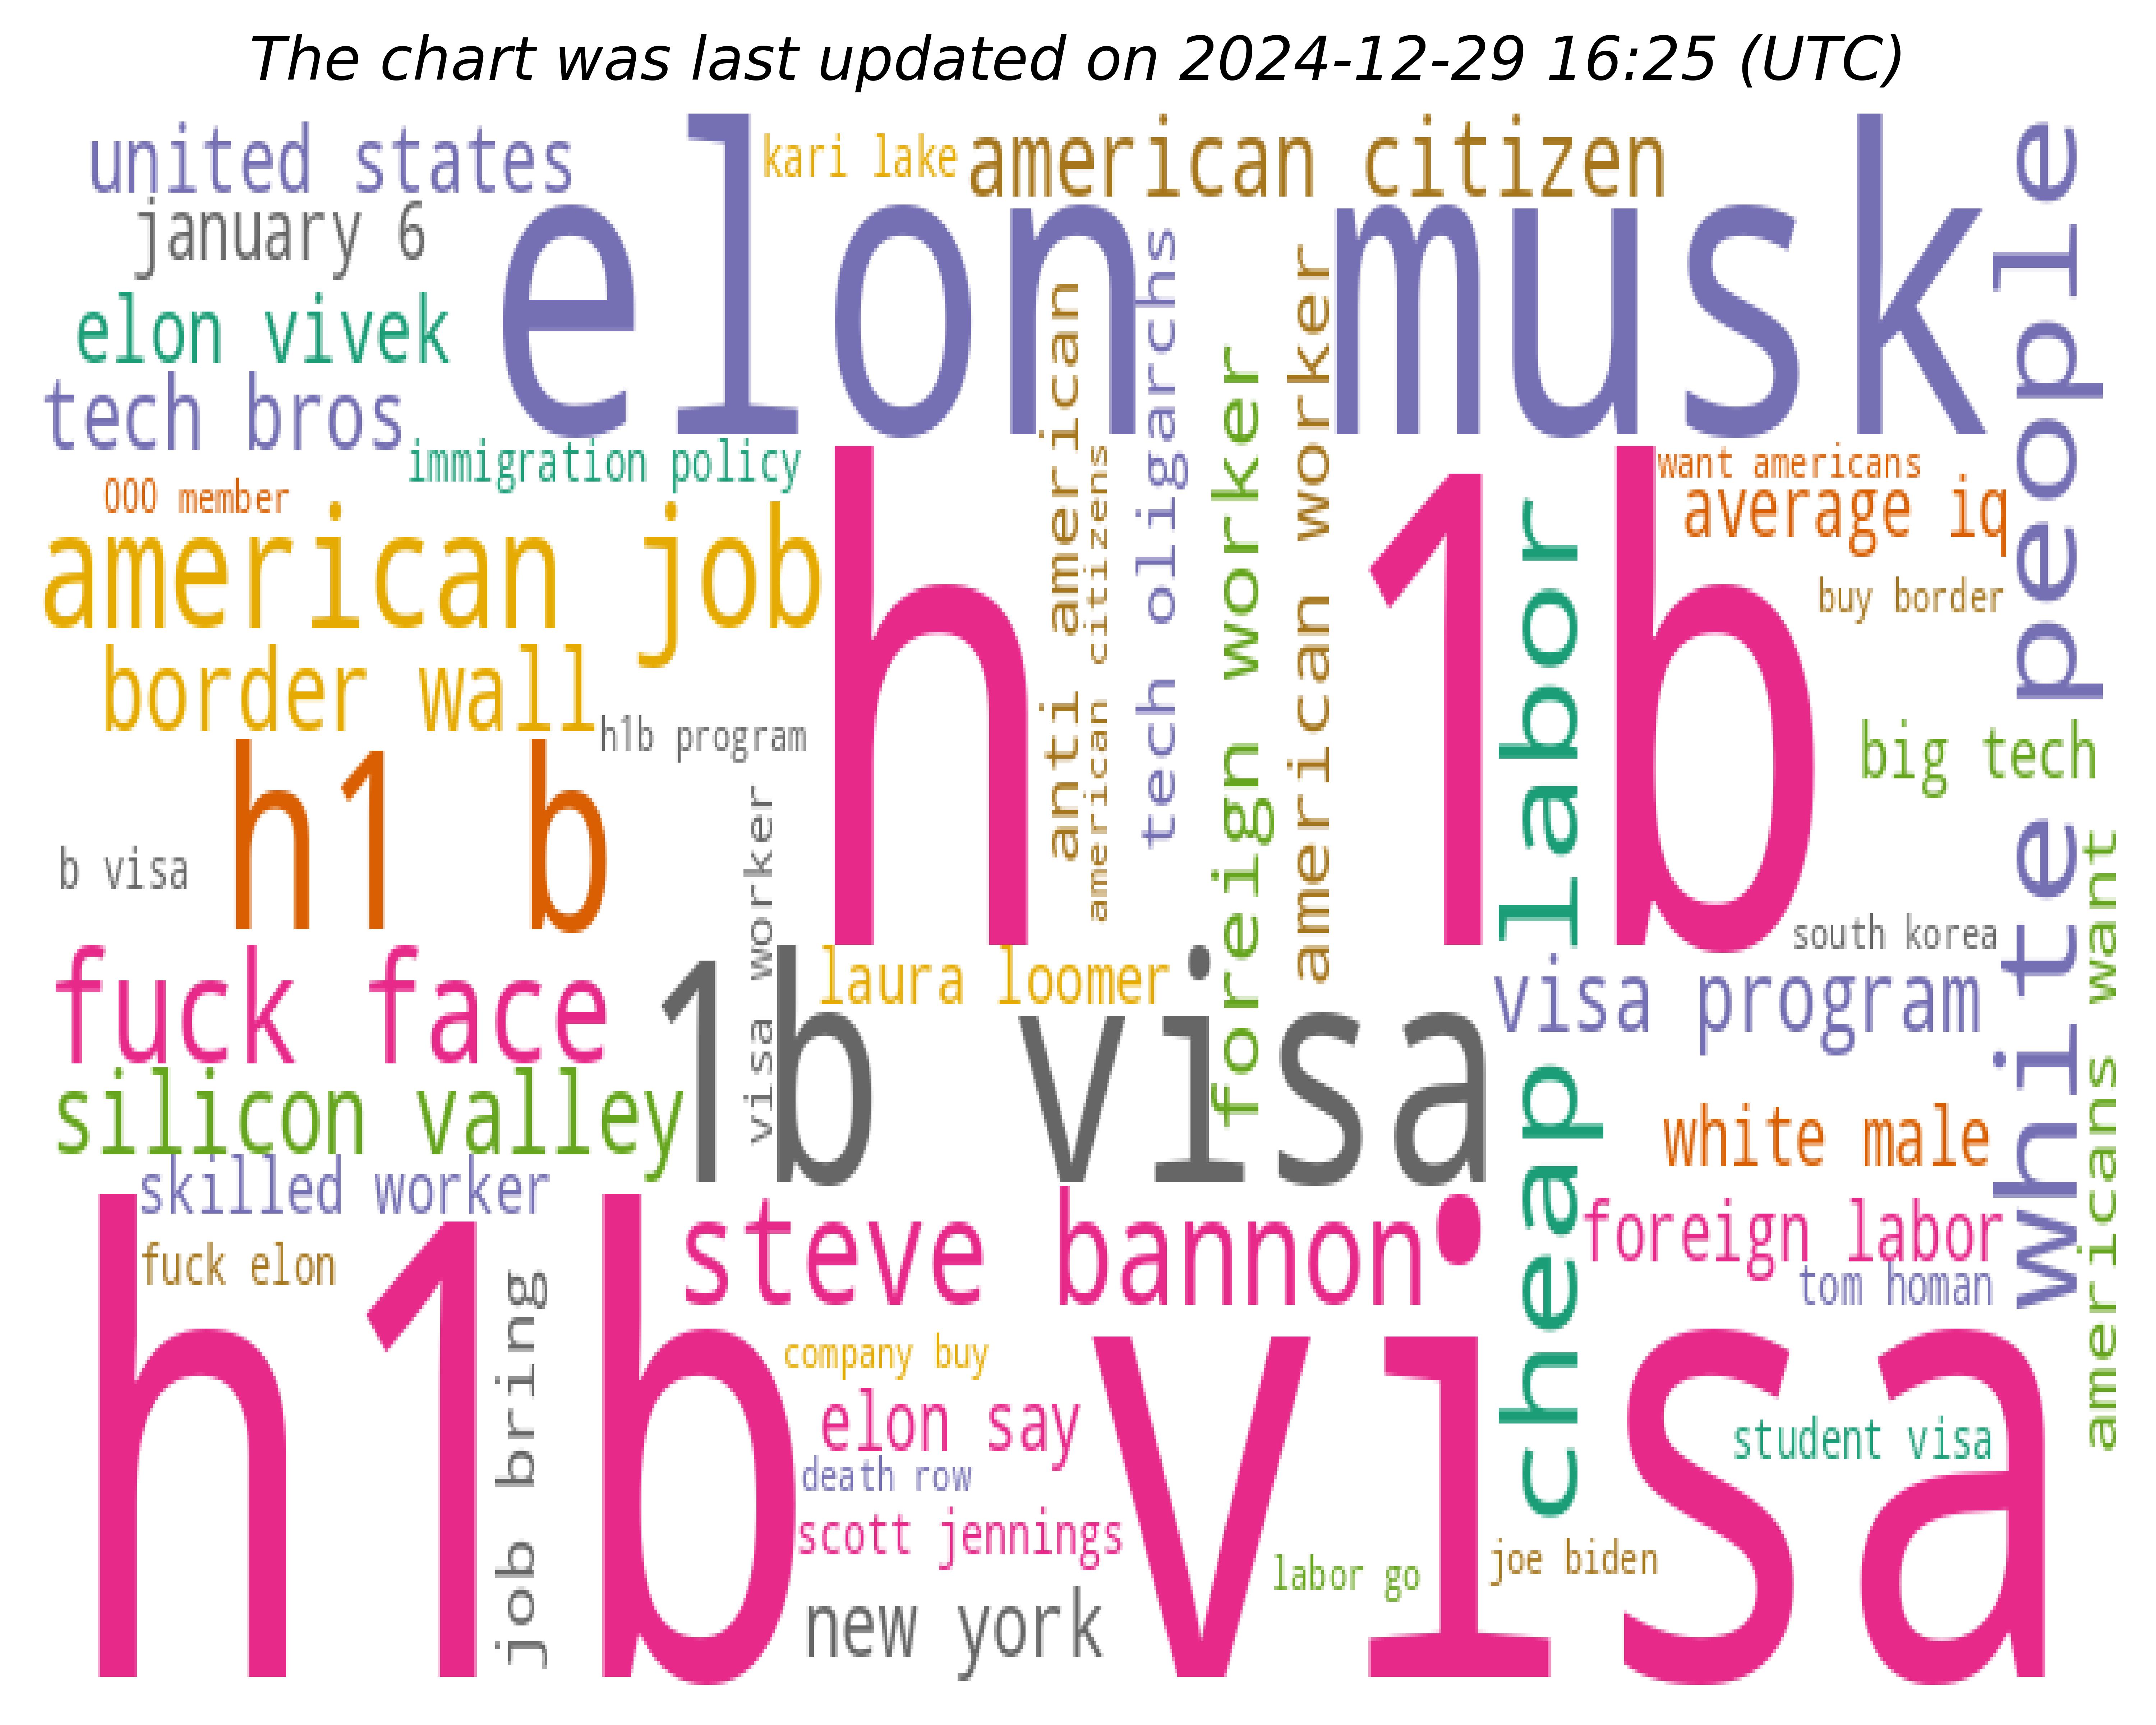 The chart was last updated on 2024-12-29 16:25 (UTC)
united states
kari lake
american citizen
january 6
elon musk
elon vivek
tech bros
immigration policy
000 member
want americans
average iq
american job
h 1b
buy border
border wall
h1b program
anti american
american citizens
tech oligarchs
foreign worker
american worker
cheap labor
white people
big tech
americans want
h1 b
b visa
visa worker
south korea
fuck face
laura loomer
1b visa
visa program
silicon valley
white male
skilled worker
steve bannon
foreign labor
fuck elon
tom homan
h1b visa
job bring
company buy
elon say
student visa
death row
scott jennings
joe biden
labor go
new york